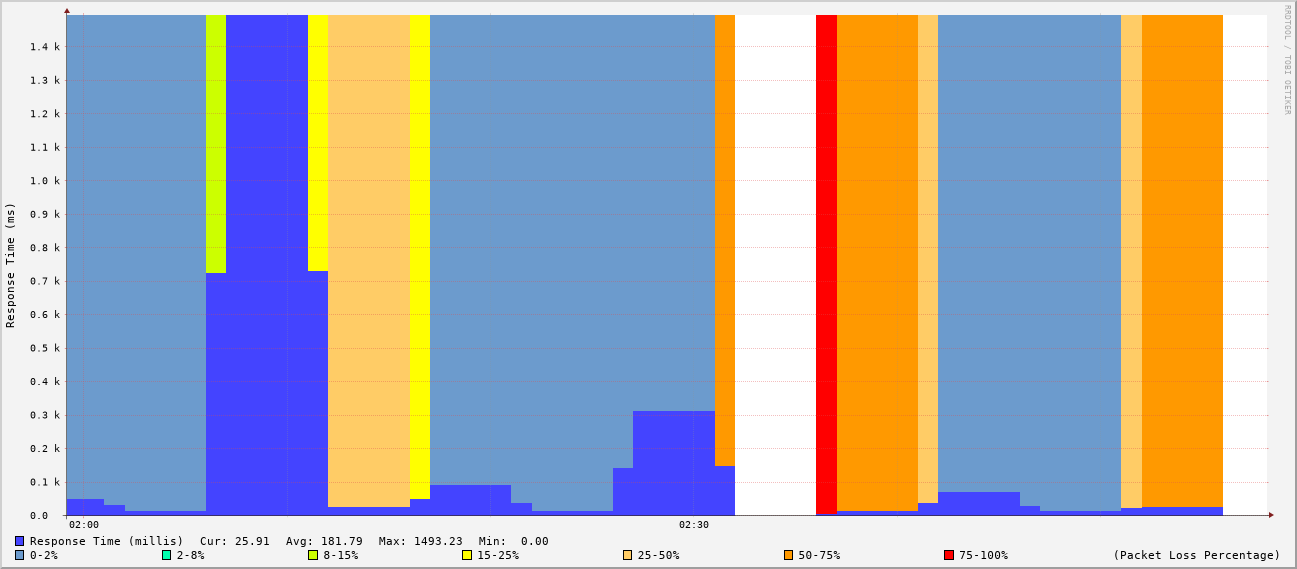 RRDTOOL / TOBI OETIKER
Response Time (ms)
1.4 k
1.3 k
1.2 k
1.1 k
1.0 k
0.9 k
0.8 k
0.7 k
0.6 k
0.5 k
0.4 k
0.3 k
0.2 k
0.1 k
0.0
02:00 02:30
Response Time (millis) Cur: 25.91 Avg: 181.79 Max: 1493.23 Min: 0.00
0-2% 2-8% 8-15% 15-25% 25-50% 50-75% 75-100% (Packet Loss Percentage)